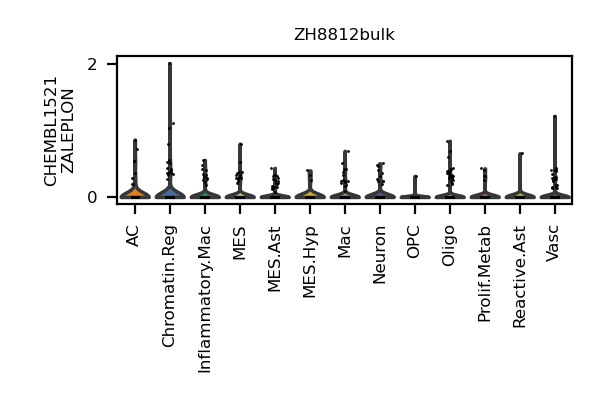 ZH8812bulk
CHEMBL1521
ZALEPLON
2
0
AC
Chromatin.Reg
Inflammatory.Mac
MES
MES.Ast
MES.Hyp
Mac
Neuron
OPC
Oligo
Prolif.Metab
Reactive.Ast
Vasc